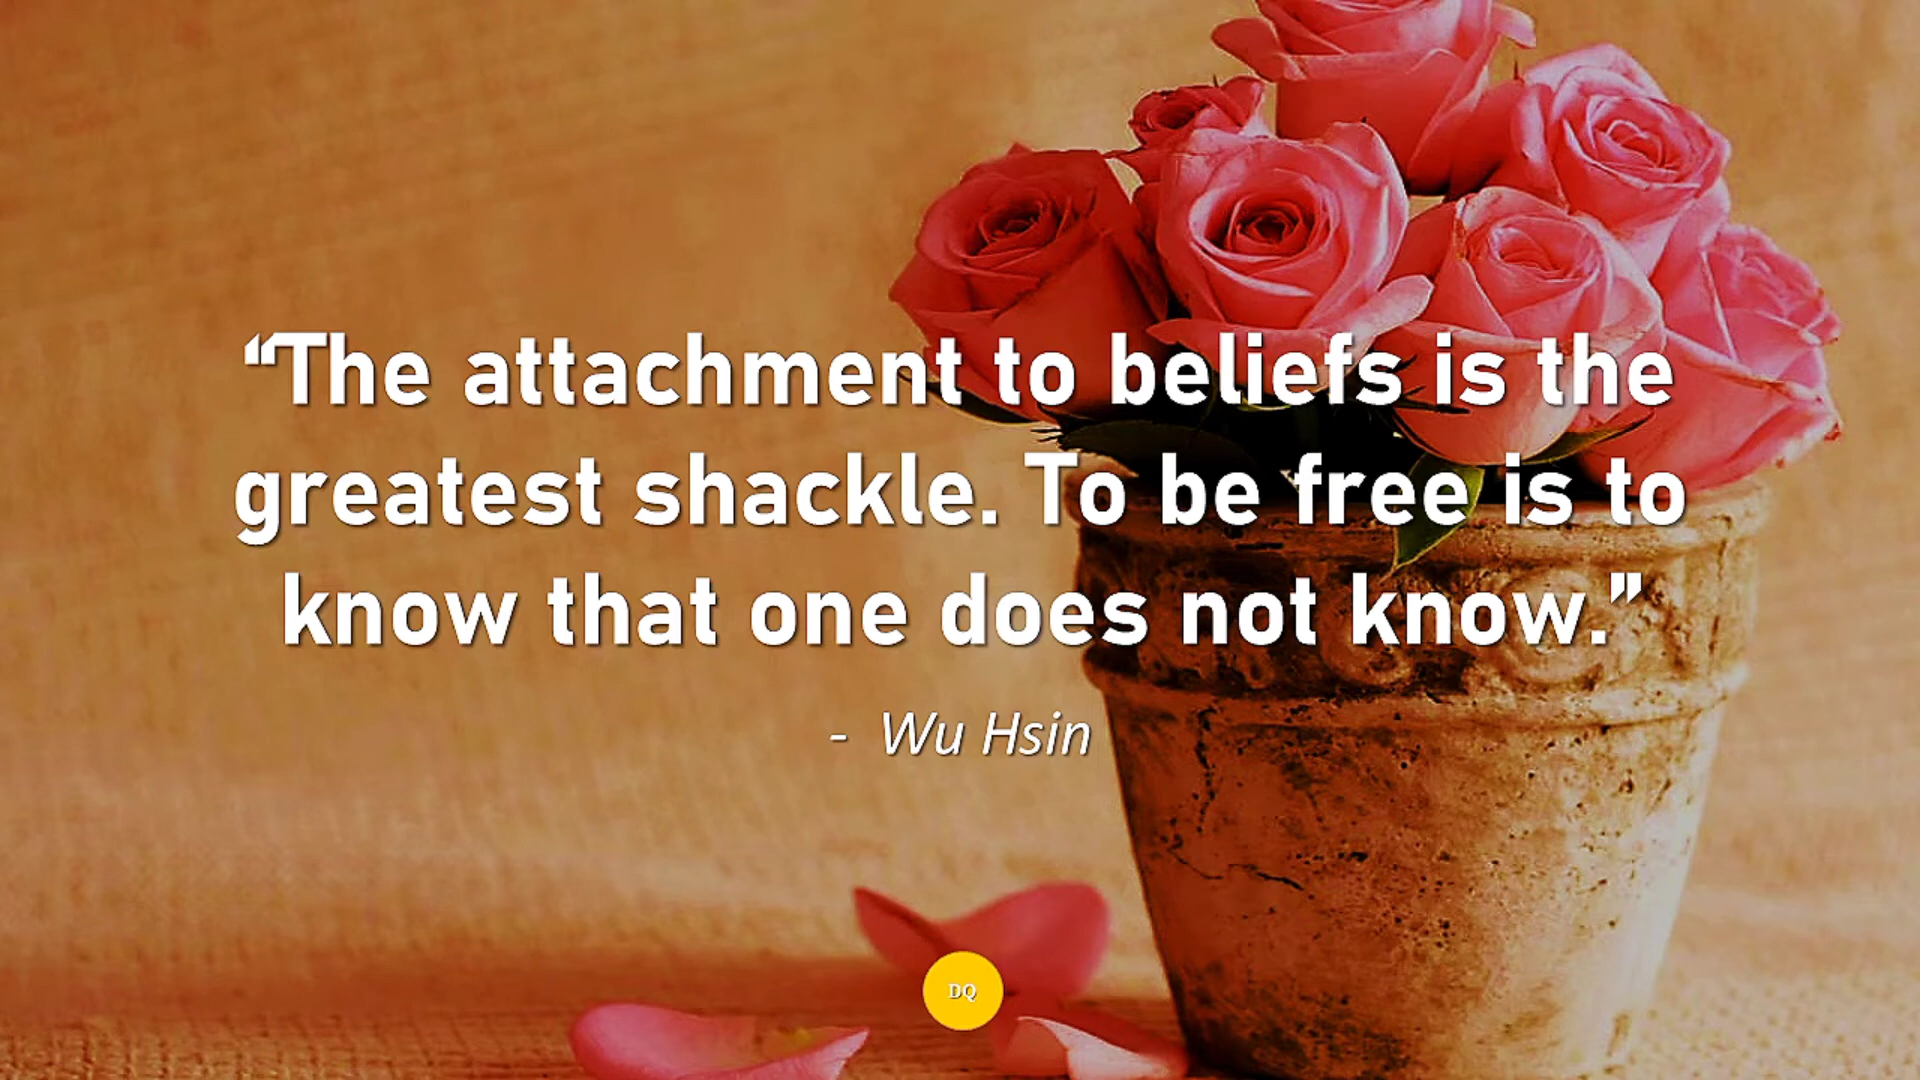 “The attachment to beliefs is the
greatest shackle. To be free is to
know that one does not know.”
- Wu Hsin
DQ